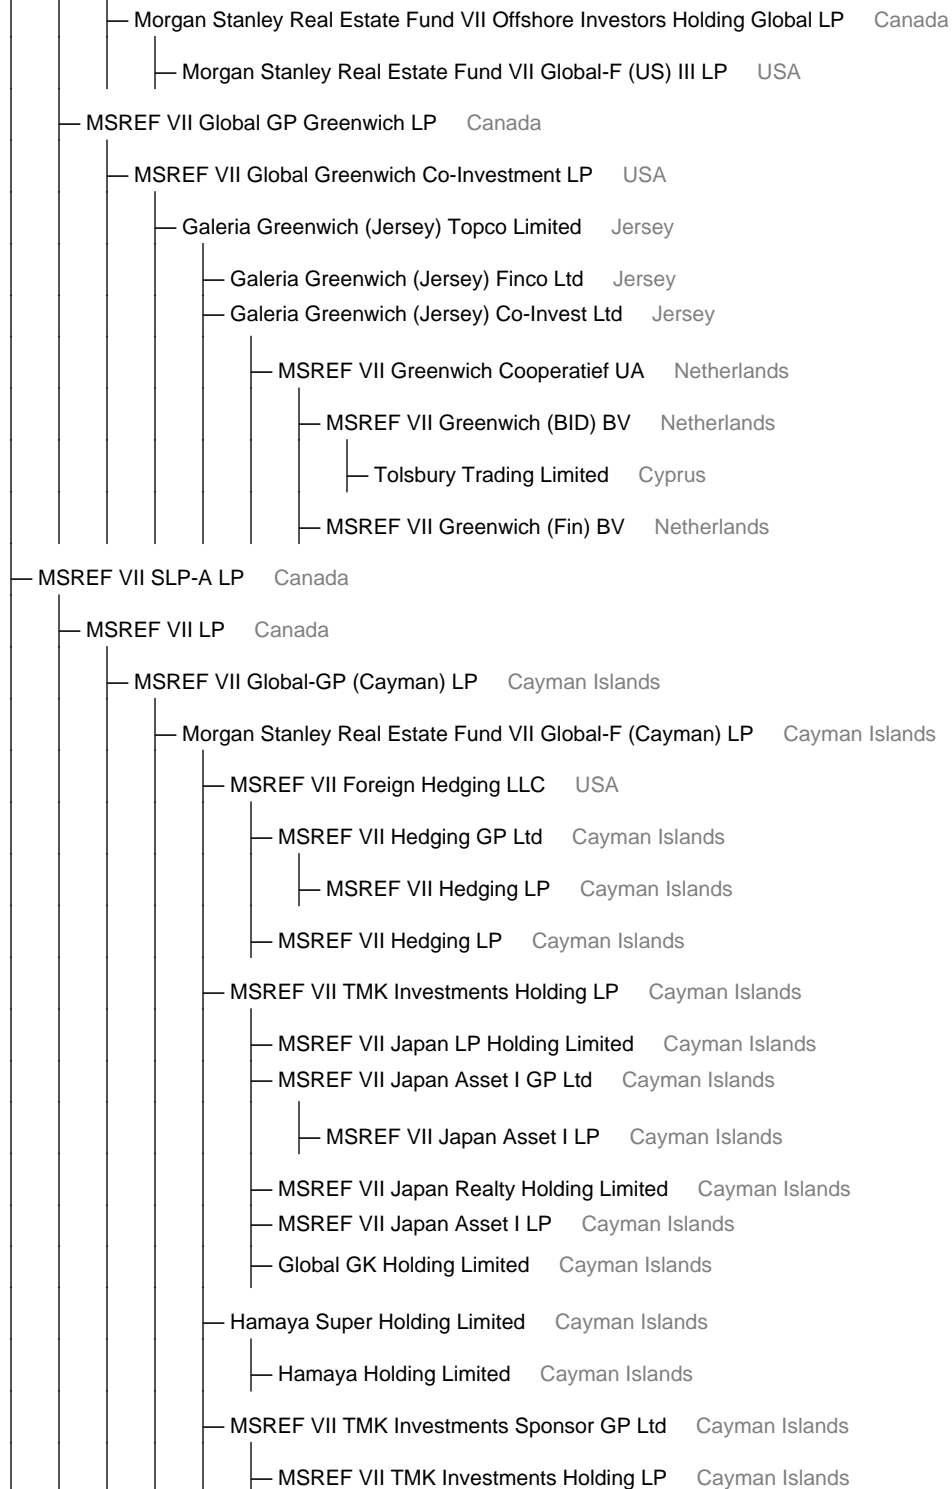 Morgan Stanley Real Estate Fund VII Offshore Investors Holding Global LP Canada
Morgan Stanley Real Estate Fund VII Global-F (US) III LP USA
MSREF VII Global GP Greenwich LP Canada
MSREF VII Global Greenwich Co-Investment LP USA
Galeria Greenwich (Jersey) Topco Limited Jersey
Galeria Greenwich (Jersey) Finco Ltd Jersey
Galeria Greenwich (Jersey) Co-Invest Ltd Jersey
MSREF VII Greenwich Cooperatief UA Netherlands
MSREF VII Greenwich (BID) BV Netherlands
Tolsbury Trading Limited Cyprus
MSREF VII Greenwich (Fin) BV Netherlands
MSREF VII SLP-A LP Canada
MSREF VII LP Canada
MSREF VII Global-GP (Cayman) LP Cayman Islands
Morgan Stanley Real Estate Fund VII Global-F (Cayman) LP Cayman Islands
MSREF VII Foreign Hedging LLC USA
MSREF VII Hedging GP Ltd Cayman Islands
MSREF VII Hedging LP Cayman Islands
MSREF VII Hedging LP Cayman Islands
MSREF VII TMK Investments Holding LP Cayman Islands
MSREF VII Japan LP Holding Limited Cayman Islands
MSREF VII Japan Asset I GP Ltd Cayman Islands
MSREF VII Japan Asset I LP Cayman Islands
MSREF VII Japan Realty Holding Limited Cayman Islands
MSREF VII Japan Asset I LP Cayman Islands
Global GK Holding Limited Cayman Islands
Hamaya Super Holding Limited Cayman Islands
Hamaya Holding Limited Cayman Islands
MSREF VII TMK Investments Sponsor GP Ltd Cayman Islands
MSREF VII TMK Investments Holding LP Cayman Islands